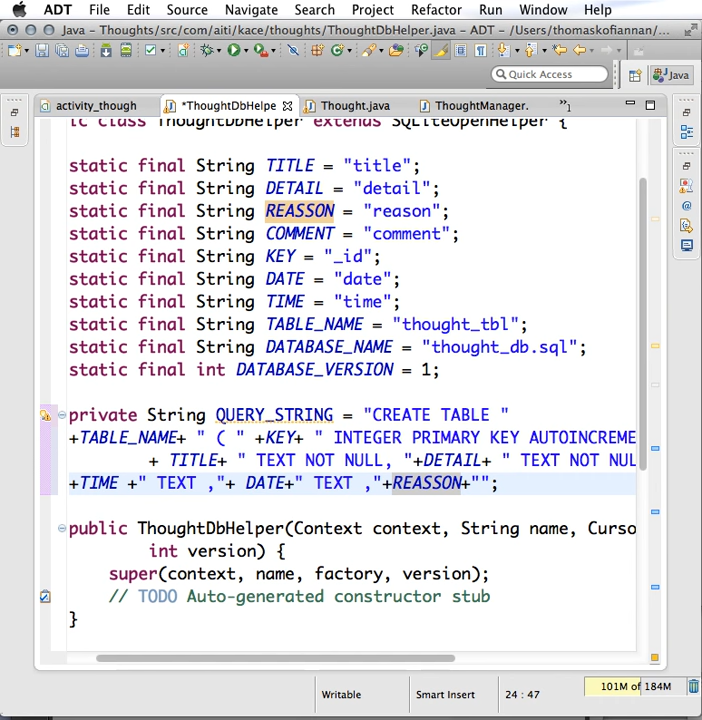 ADT File Edit Source Navigate Search Project Refactor Run Window Help
Java – Thoughts/src/com/aiti/kace/thoughts/ThoughtDbHelper.java – ADT – /Users/thomaskofiannan/...
Quick Access
Java
activity_though
*ThoughtDbHelpe
Thought.java
ThoughtManager.
»1
ic class ThoughtDbHelper extends SQLiteOpenHelper {
static final String TITLE = "title";
static final String DETAIL = "detail";
static final String REASSON = "reason";
static final String COMMENT = "comment";
static final String KEY = "_id";
static final String DATE = "date";
static final String TIME = "time";
static final String TABLE_NAME = "thought_tbl";
static final String DATABASE_NAME = "thought_db.sql";
static final int DATABASE_VERSION = 1;
private String QUERY_STRING = "CREATE TABLE "
+TABLE_NAME+ " ( " +KEY+ " INTEGER PRIMARY KEY AUTOINCREME
+ TITLE+ " TEXT NOT NULL, "+DETAIL+ " TEXT NOT NUL
+TIME +" TEXT ,"+ DATE+" TEXT ,"+REASSON+"";
public ThoughtDbHelper(Context context, String name, Curso
int version) {
super(context, name, factory, version);
// TODO Auto-generated constructor stub
}
Writable
Smart Insert
24 : 47
101M of 184M